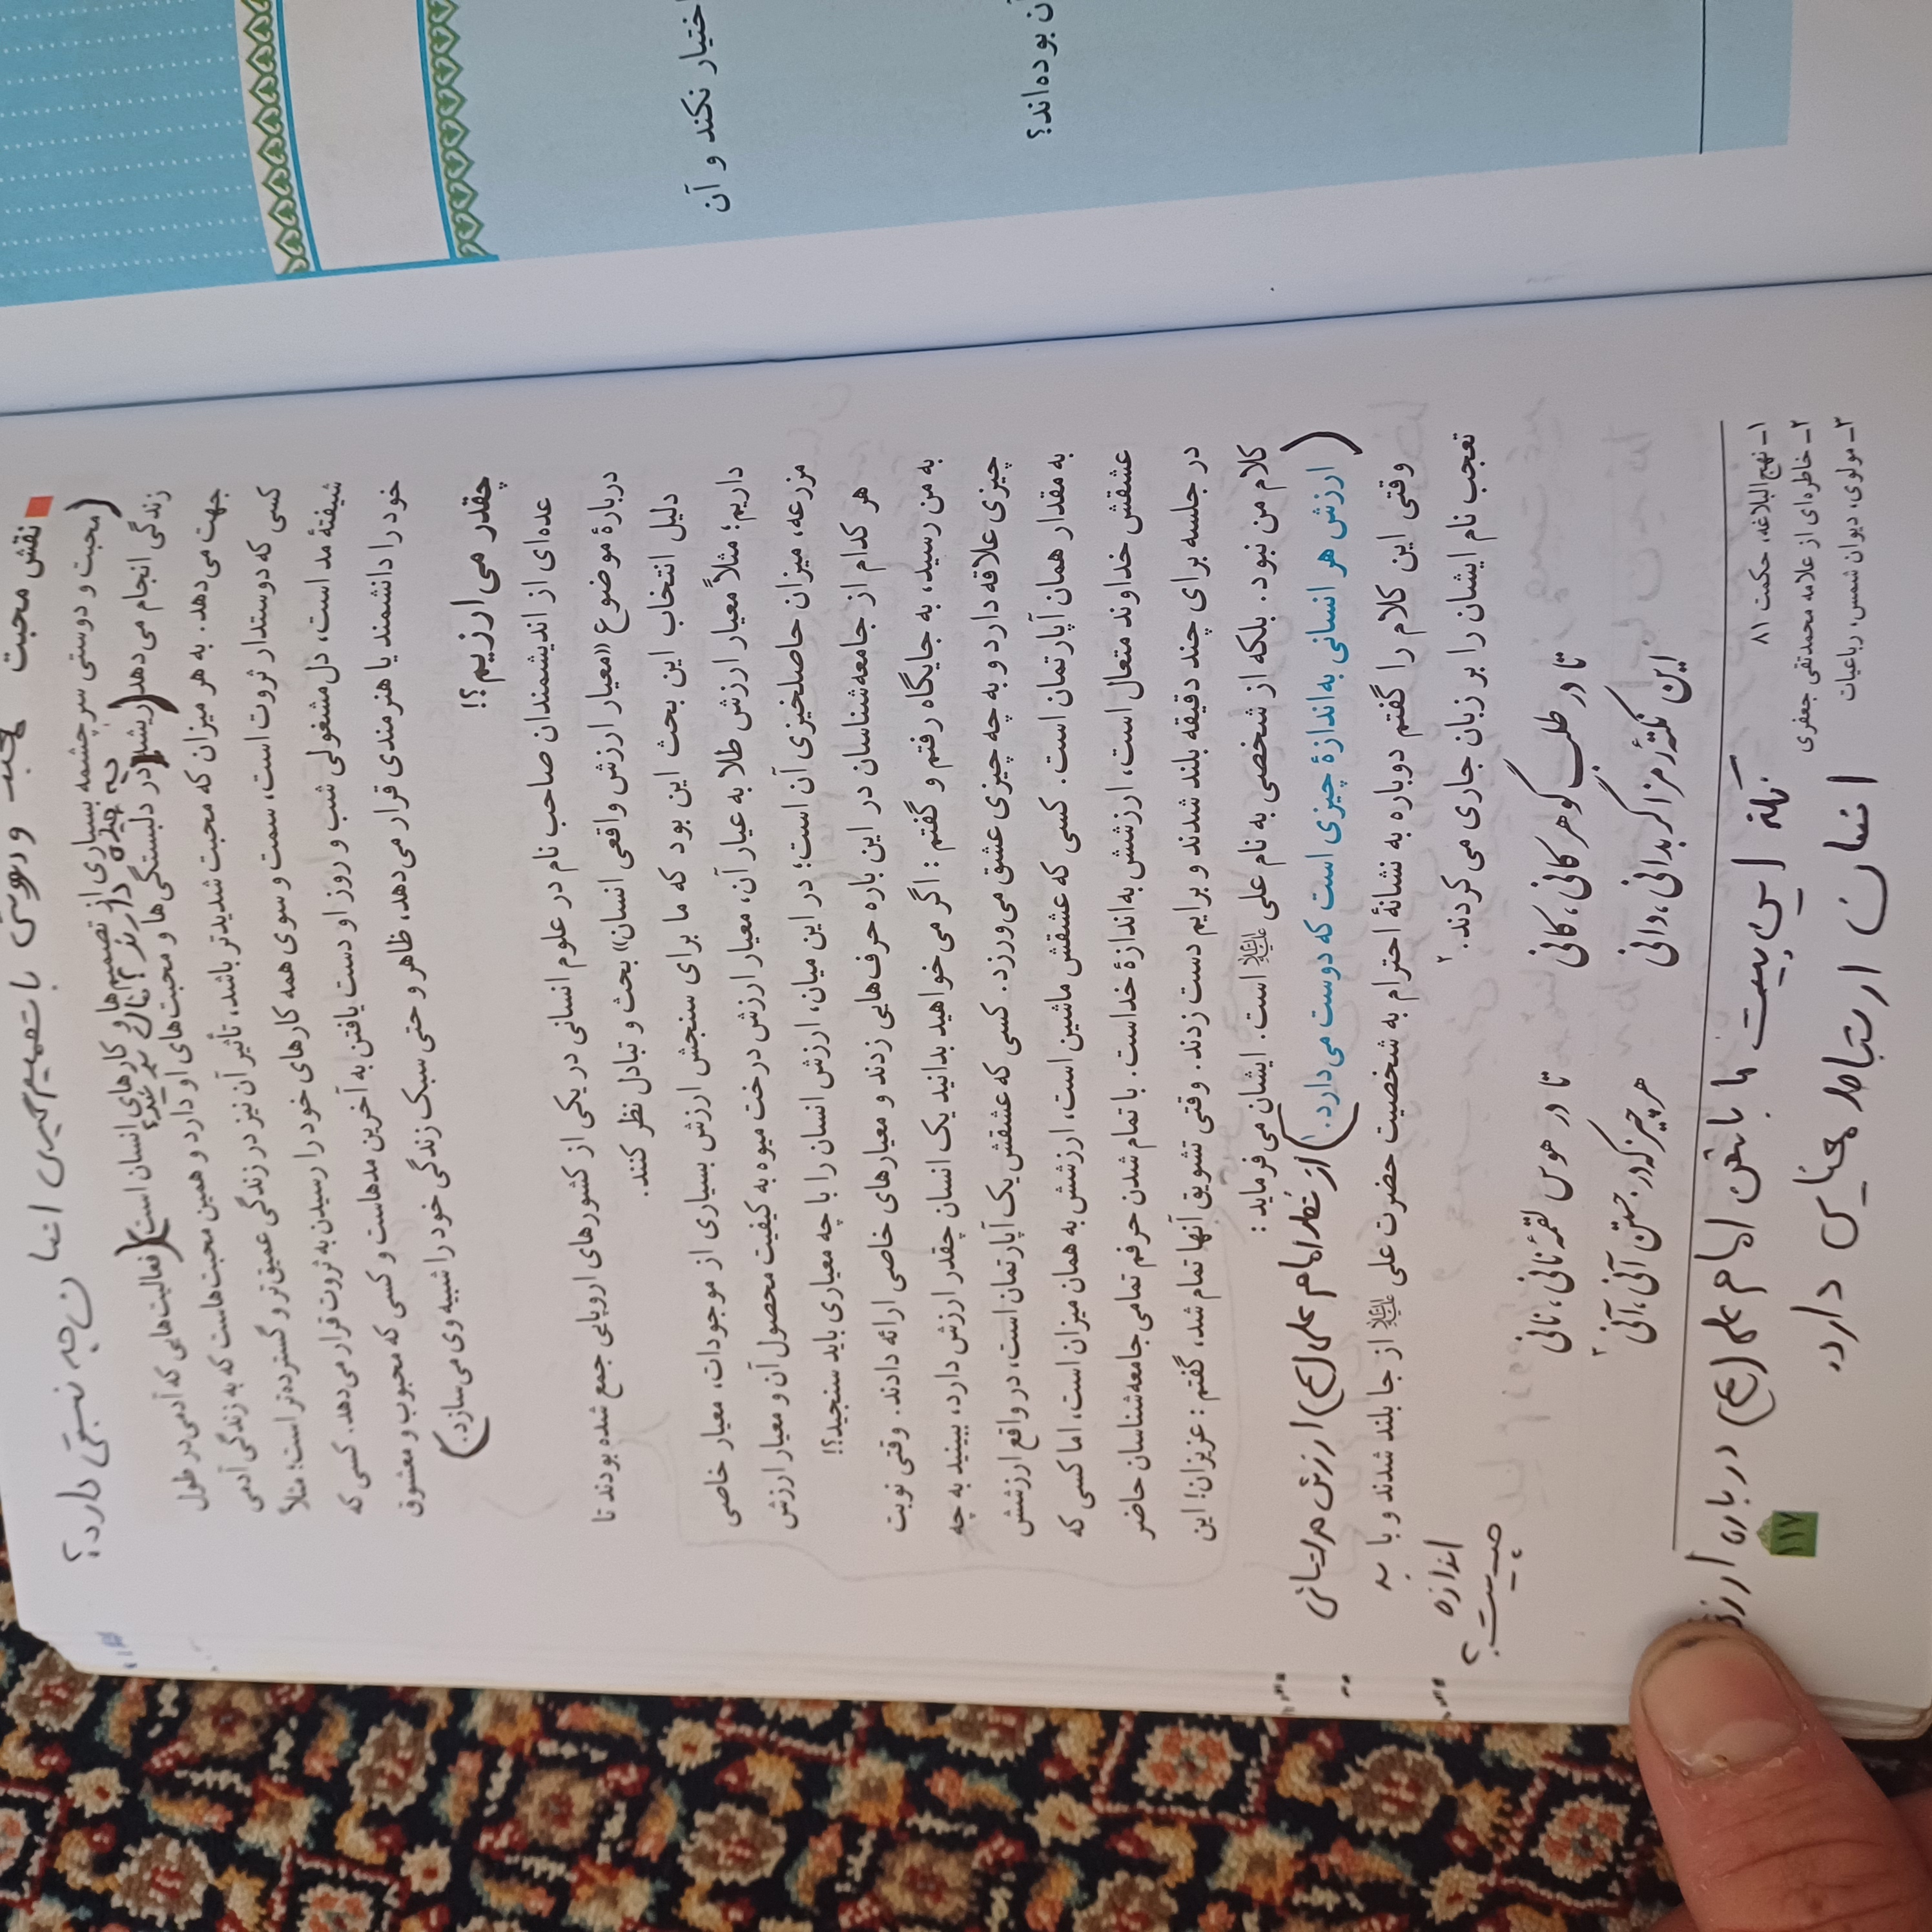 نقش محبت
محبت و دوستی با تصمیم‌گیری انسان چه نسبتی دارد؟
(محبت و دوستی سرچشمه بسیاری از تصمیم‌ها و کارهای انسان است) (فعالیت‌هایی که آدمی در طول
زندگی انجام می‌دهد (ریشه) در دلبستگی‌ها و محبت‌های او دارد و همین محبت‌هاست که به زندگی آدمی
جهت می‌دهد. به هر میزان که محبت شدیدتر باشد، تأثیر آن نیز در زندگی عمیق‌تر و گسترده‌تر است؛ مثلاً
کسی که دوستدار ثروت است، سمت و سوی همه کارهای خود را رسیدن به ثروت قرار می‌دهد. کسی که
شیفتهٔ مد است، دل‌مشغولی شب و روز او دست یافتن به آخرین مدهاست و کسی که محبوب و معشوق
خود را دانشمند یا هنرمندی قرار می‌دهد، ظاهر و حتی سبک زندگی خود را شبیه وی می‌سازد.)
چقدر می‌ارزیم؟!
عده‌ای از اندیشمندان صاحب نام در علوم انسانی در یکی از کشورهای اروپایی جمع شده بودند تا
دربارهٔ موضوع «معیار ارزش واقعی انسان» بحث و تبادل نظر کنند.
دلیل انتخاب این بحث این بود که ما برای سنجش ارزش بسیاری از موجودات، معیار خاصی
داریم؛ مثلاً معیار ارزش طلا به عیار آن، معیار ارزش درخت میوه به کیفیت محصول آن و معیار ارزش
مزرعه، میزان حاصلخیزی آن است؛ در این میان، ارزش انسان را با چه معیاری باید سنجید؟!
هر کدام از جامعه‌شناسان در این باره حرف‌هایی زدند و معیارهای خاصی ارائه دادند. وقتی نوبت
به من رسید، به جایگاه رفتم و گفتم : اگر می‌خواهید بدانید یک انسان چقدر ارزش دارد، ببینید به چه
چیزی علاقه دارد و به چه چیزی عشق می‌ورزد. کسی که عشقش یک آپارتمان است، در واقع ارزشش
به مقدار همان آپارتمان است. کسی که عشقش ماشین است، ارزشش به همان میزان است، اما کسی که
عشقش خداوند متعال است، ارزشش به‌اندازهٔ خداست. با تمام شدن حرفم تمامی جامعه‌شناسان حاضر
در جلسه برای چند دقیقه بلند شدند و برایم دست زدند. وقتی تشویق آنها تمام شد، گفتم : عزیزان! این
کلام من نبود. بلکه از شخصی به نام علی علیه السلام است. ایشان می‌فرماید :
(ارزش هر انسانی به‌اندازهٔ چیزی است که دوست می‌دارد.۱) از نظر امام علی (ع) ارزش هر انسانی
وقتی این کلام را گفتم دوباره به نشانهٔ احترام به شخصیت حضرت علی علیه السلام از جا بلند شدند و با به
اندازه
چیست؟
تعجب نام ایشان را بر زبان جاری می‌کردند.۲
تا در طلب گوهر کانی، کانی تا در هوس لقمهٔ نانی، نانی
این نکتهٔ رمز اگر بدانی، دانی هر چیز که در جستن آنی، آنی۳
نکته این بیت ما با سخن امام علی (ع) درباره ارزش
انسان ارتباط معنایی دارد.
۱ــ نهج‌البلاغه، حکمت ۸۱
۲ــ خاطره‌ای از علامه محمدتقی جعفری
۳ــ مولوی، دیوان شمس، رباعیات
۱۱۷
اختیار نکند و آن
آن بوده‌اند؟